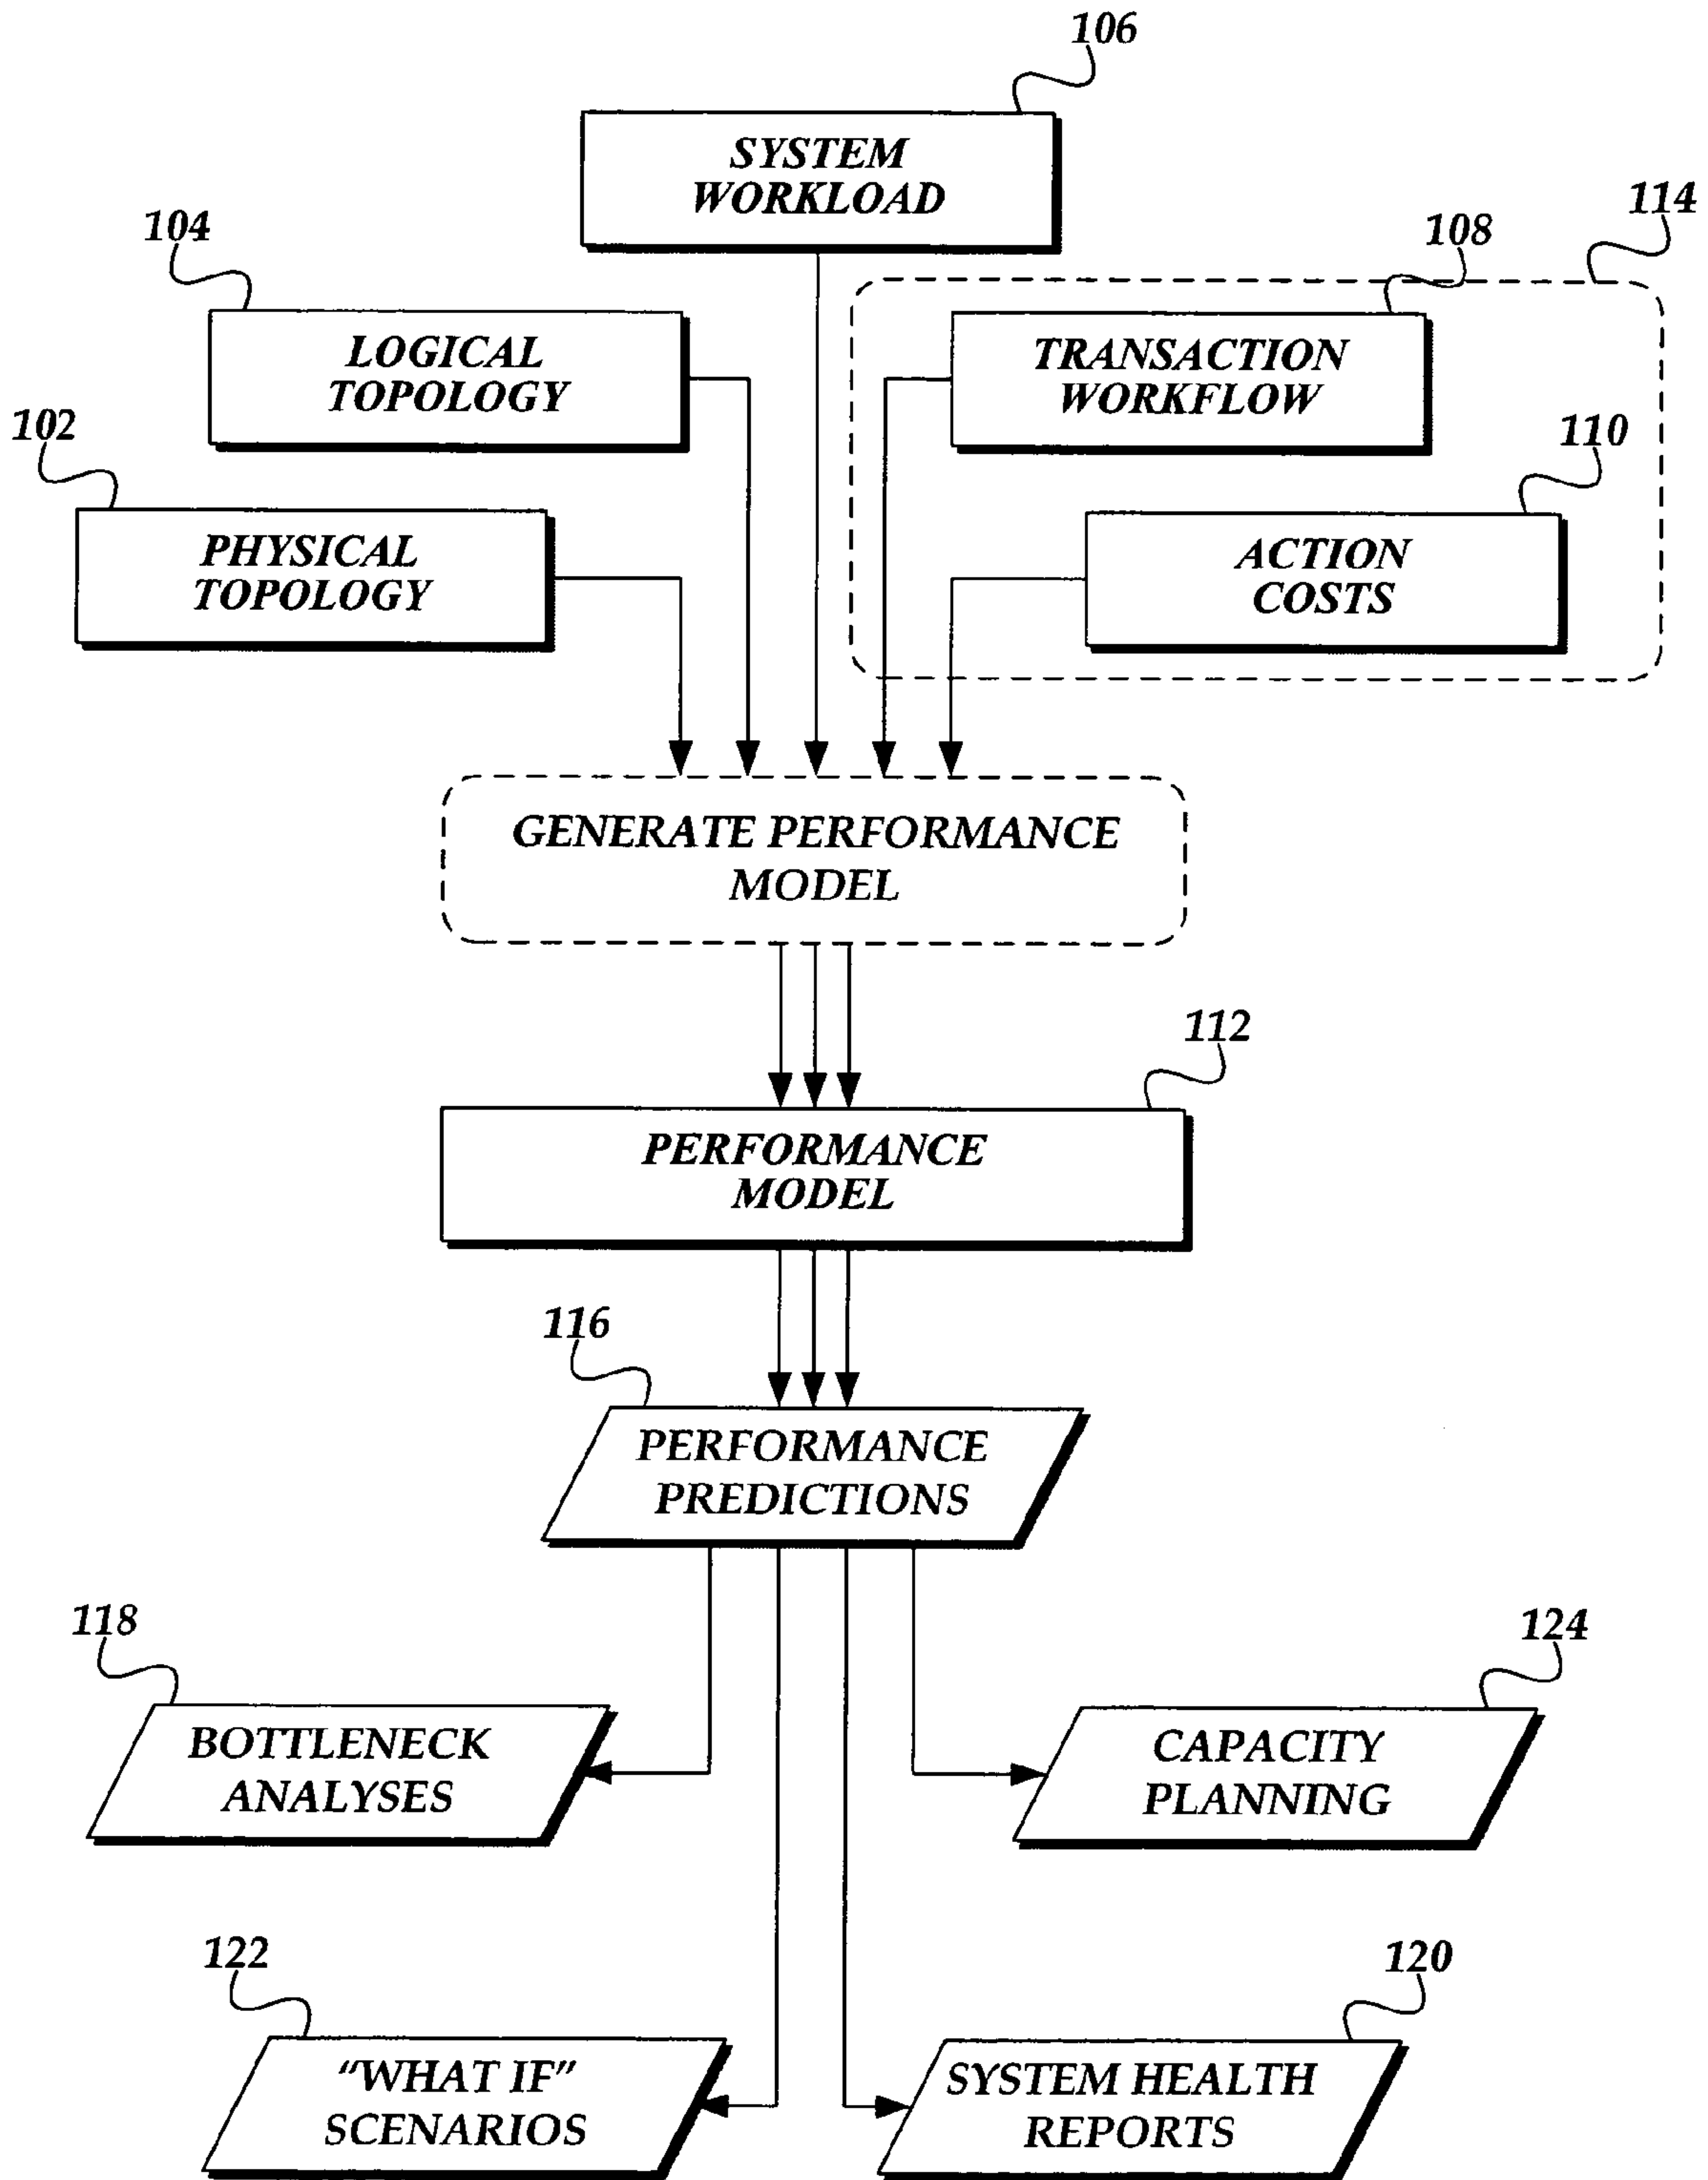 106
SYSTEM
WORKLOAD
114
104
108
LOGICAL
TOPOLOGY
TRANSACTION
WORKFLOW
102
110
PHYSICAL
TOPOLOGY
ACTION
COSTS
GENERATE PERFORMANCE
MODEL
112
PERFORMANCE
MODEL
116
PERFORMANCE
PREDICTIONS
118
124
BOTTLENECK
ANALYSES
CAPACITY
PLANNING
122
120
"WHAT IF"
SCENARIOS
SYSTEM HEALTH
REPORTS